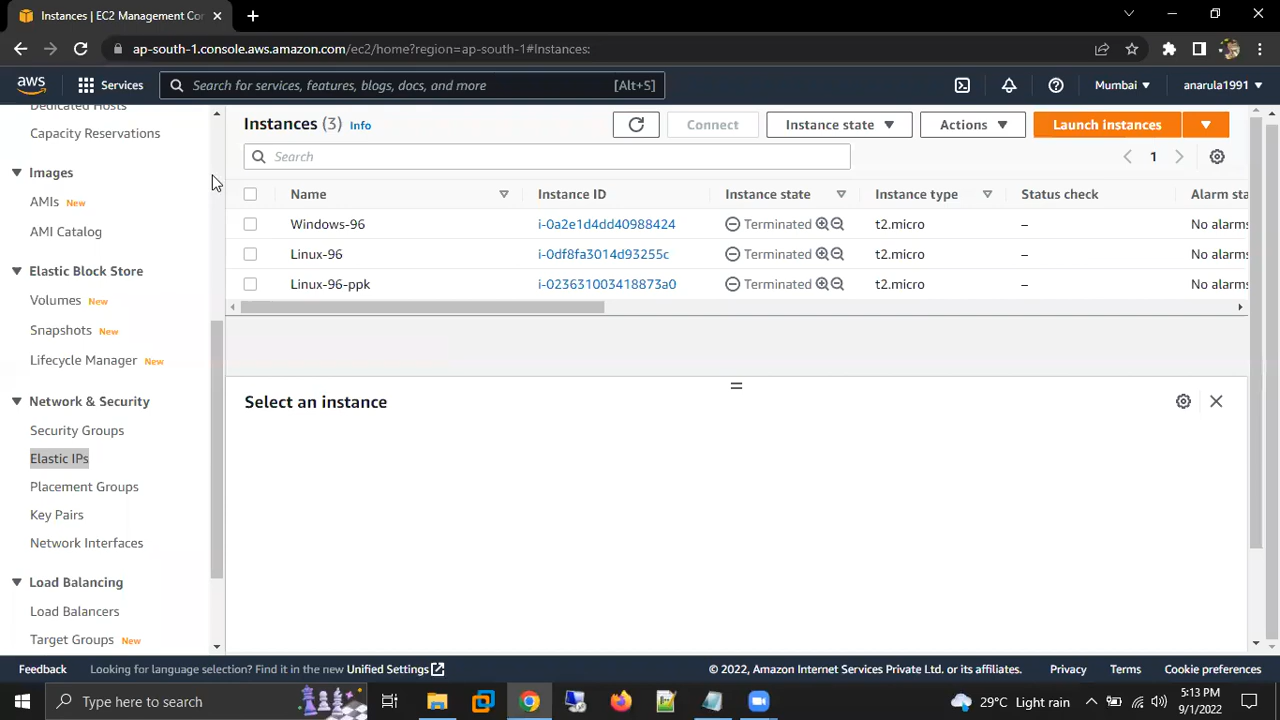 Instances | EC2 Management Con
ap-south-1.console.aws.amazon.com/ec2/home?region=ap-south-1#Instances:
aws
Services
Search for services, features, blogs, docs, and more
[Alt+S]
Mumbai
anarula1991
Dedicated Hosts
Capacity Reservations
Images
AMIs New
AMI Catalog
Elastic Block Store
Volumes New
Snapshots New
Lifecycle Manager New
Network & Security
Security Groups
Elastic IPs
Placement Groups
Key Pairs
Network Interfaces
Load Balancing
Load Balancers
Target Groups New
Instances (3) Info
Connect
Instance state
Actions
Launch instances
Search
1
Name Instance ID Instance state Instance type Status check Alarm sta
Windows-96 i-0a2e1d4dd40988424 Terminated t2.micro – No alarms
Linux-96 i-0df8fa3014d93255c Terminated t2.micro – No alarms
Linux-96-ppk i-023631003418873a0 Terminated t2.micro – No alarms
Select an instance
Feedback
Looking for language selection? Find it in the new Unified Settings
© 2022, Amazon Internet Services Private Ltd. or its affiliates.
Privacy
Terms
Cookie preferences
Type here to search
29°C Light rain
5:13 PM
9/1/2022